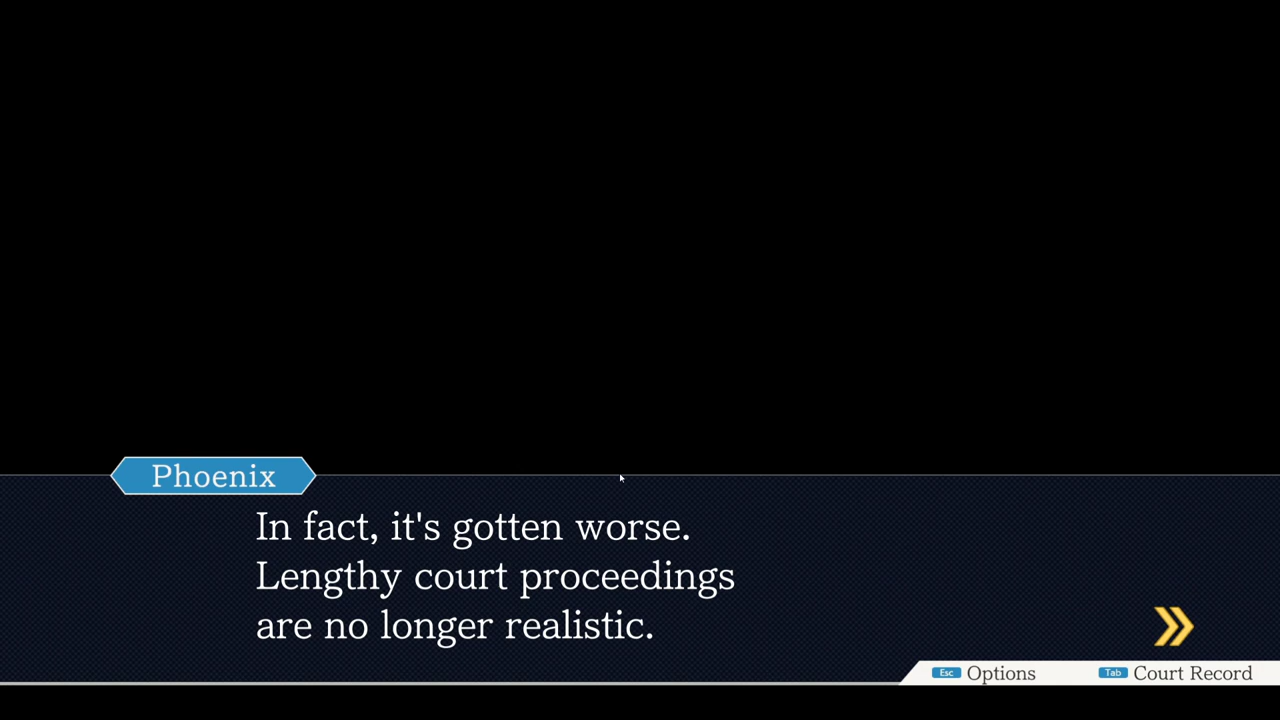 Phoenix
In fact, it's gotten worse.
Lengthy court proceedings
are no longer realistic.
Esc Options Tab Court Record